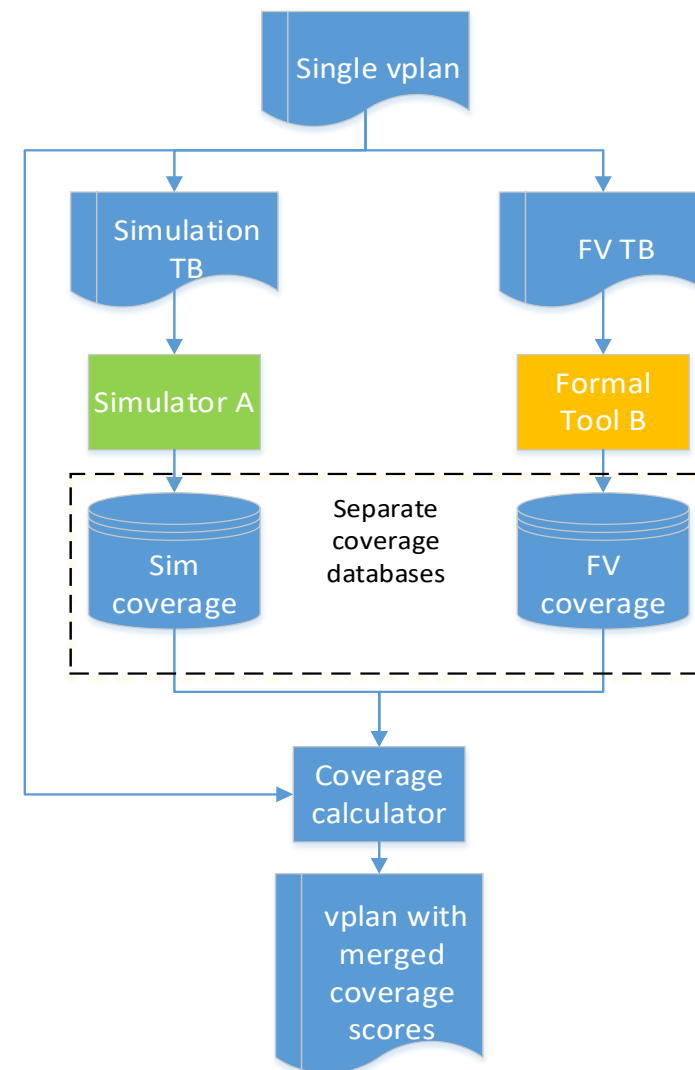 Single vplan
Simulation
TB
FV TB
Simulator A
Formal
Tool B
Separate
coverage
databases
Sim
coverage
FV
coverage
Coverage
calculator
vplan with
merged
coverage
scores